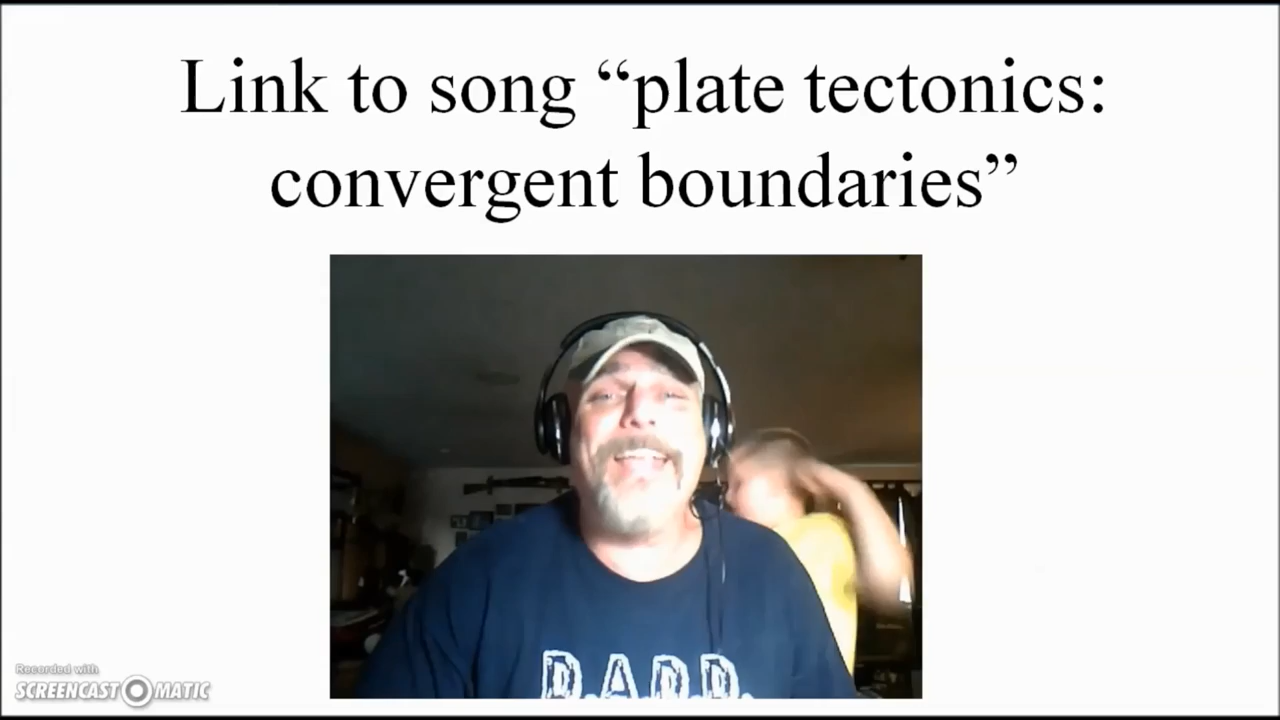 Link to song “plate tectonics:
convergent boundaries”
D.A.D.D.
Recorded with
SCREENCAST O MATIC